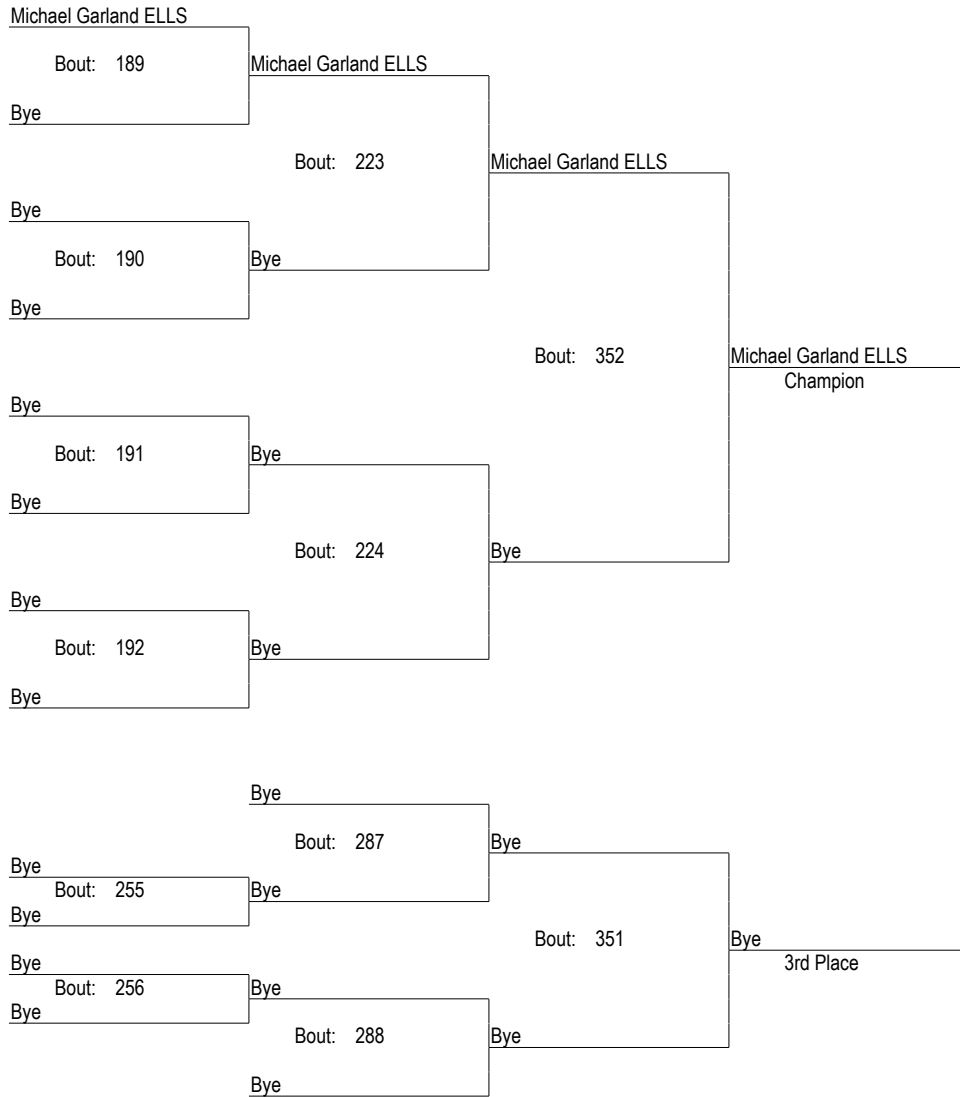 Michael Garland ELLS
Bout: 189
Michael Garland ELLS
Bye
Bout: 223
Michael Garland ELLS
Bye
Bout: 190
Bye
Bye
Bout: 352
Michael Garland ELLS
Champion
Bye
Bout: 191
Bye
Bye
Bout: 224
Bye
Bye
Bout: 192
Bye
Bye
Bye
Bout: 287
Bye
Bye
Bout: 255
Bye
Bye
Bout: 351
Bye
3rd Place
Bye
Bout: 256
Bye
Bye
Bout: 288
Bye
Bye